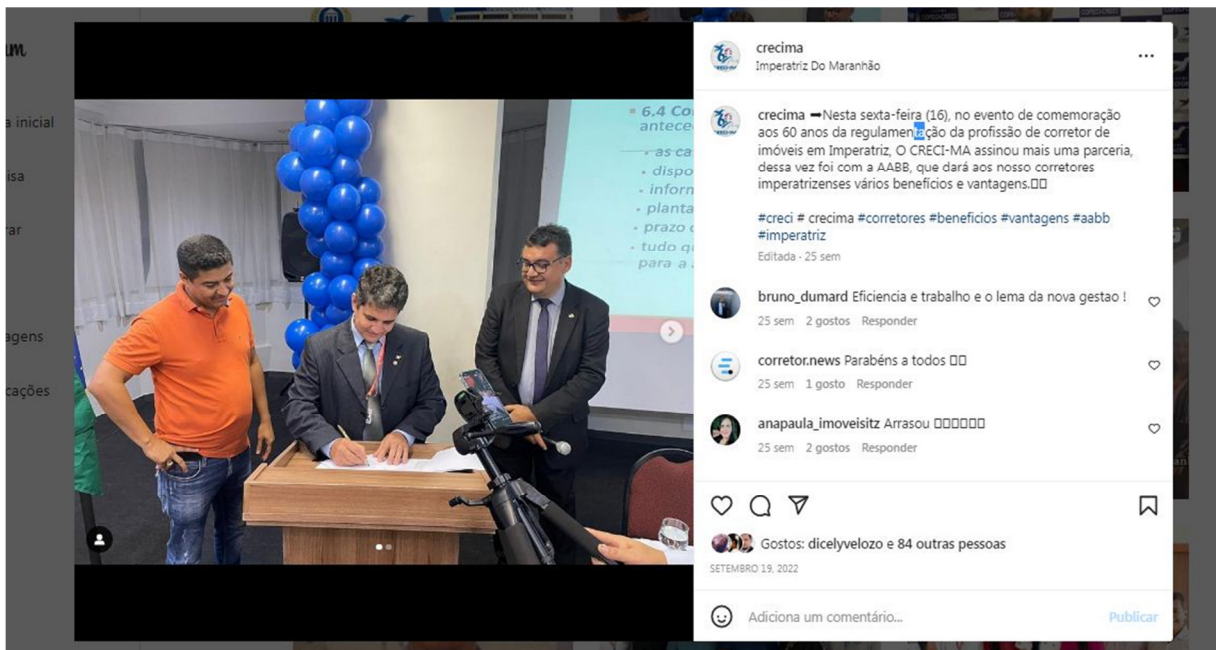 um
a inicial
isa
rar
agens
cações
6.4 Co
antece
- as ca
- dispo
- inform
- planta
- prazo
- tudo q
para a
crecima
Imperatriz Do Maranhão
crecima ➡Nesta sexta-feira (16), no evento de comemoração
aos 60 anos da regulamentação da profissão de corretor de
imóveis em Imperatriz, O CRECI-MA assinou mais uma parceria,
dessa vez foi com a AABB, que dará aos nosso corretores
imperatrizenses vários benefícios e vantagens.
#creci # crecima #corretores #beneficios #vantagens #aabb
#imperatriz
Editada · 25 sem
bruno_dumard Eficiencia e trabalho e o lema da nova gestao !
25 sem 2 gostos Responder
corretor.news Parabéns a todos
25 sem 1 gosto Responder
anapaula_imoveisitz Arrasou
25 sem 2 gostos Responder
Gostos: dicelyvelozo e 84 outras pessoas
SETEMBRO 19, 2022
Adiciona um comentário...
Publicar